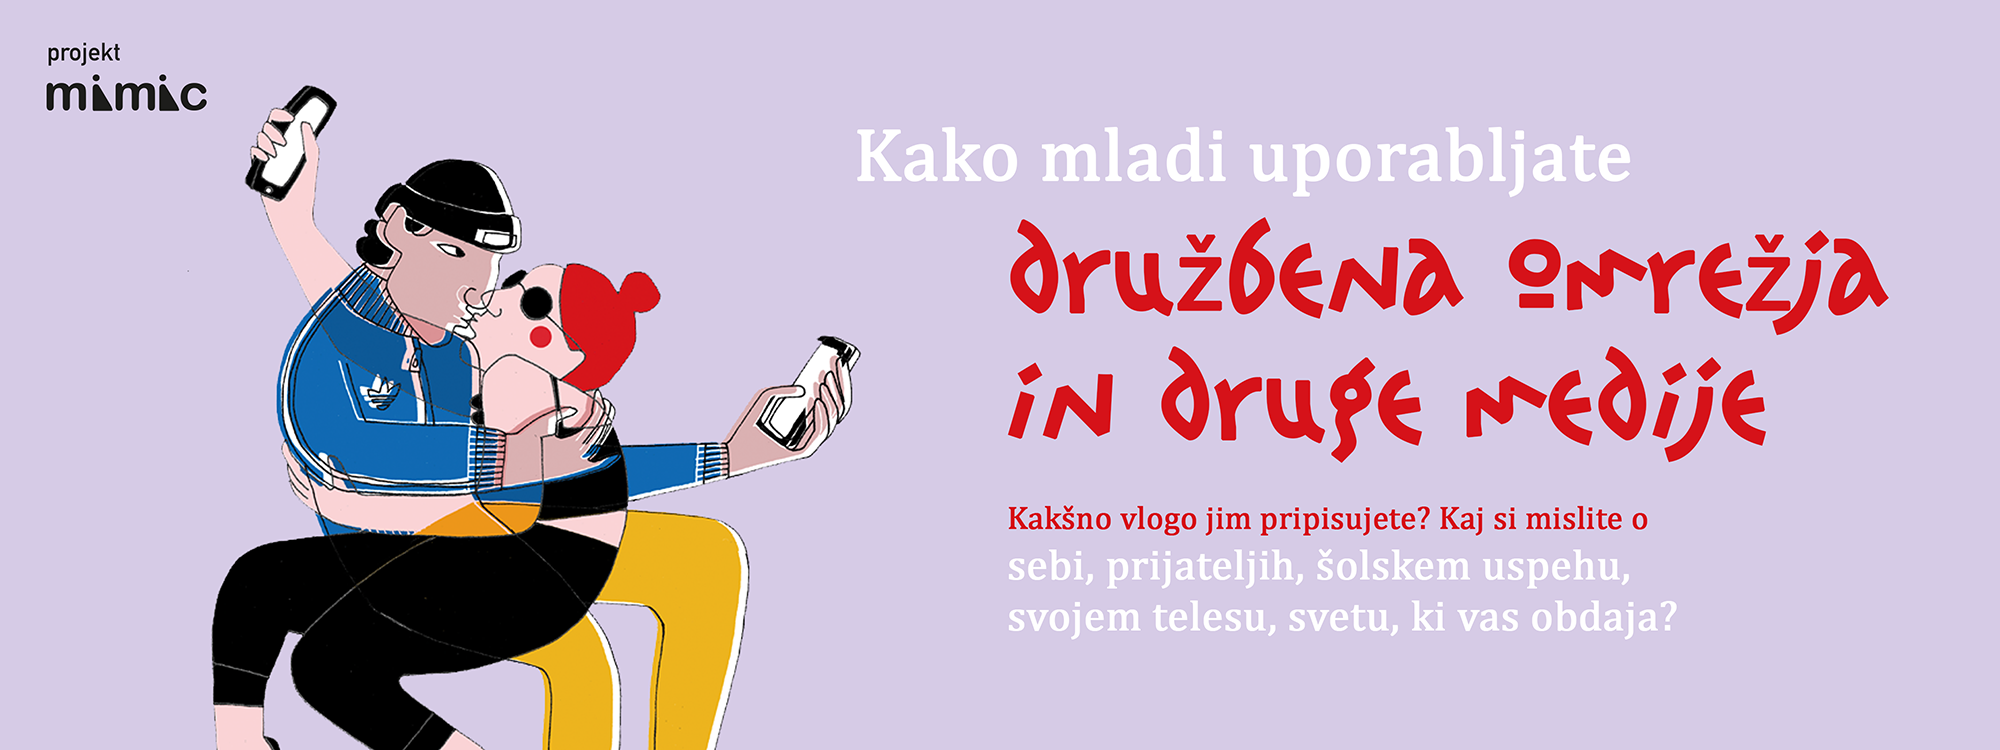 projekt
mimic
Kako mladi uporabljate
družbena omrežja
in druge medije
Kakšno vlogo jim pripisujete? Kaj si mislite o
sebi, prijateljih, šolskem uspehu,
svojem telesu, svetu, ki vas obdaja?